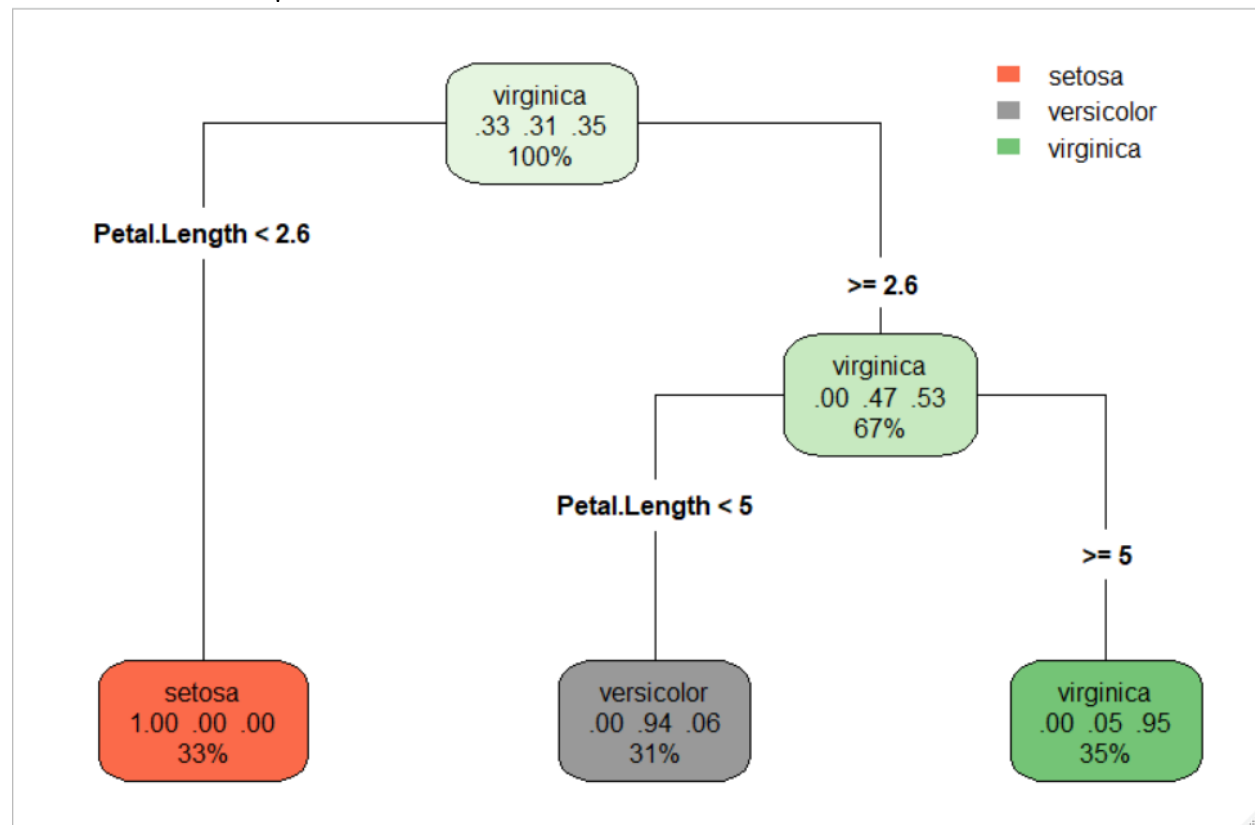 virginica
.33 .31 .35
100%
setosa
versicolor
virginica
Petal.Length < 2.6
>= 2.6
virginica
.00 .47 .53
67%
Petal.Length < 5
>= 5
setosa
1.00 .00 .00
33%
versicolor
.00 .94 .06
31%
virginica
.00 .05 .95
35%